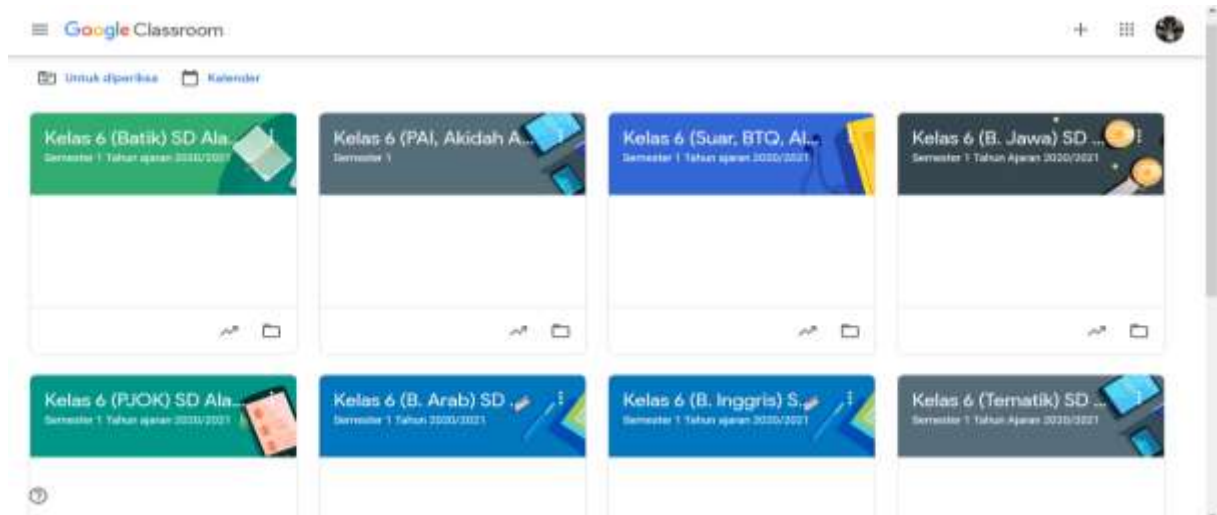 Google Classroom
Untuk diperiksa Kalender
Kelas 6 (Batik) SD Ala...
Semester 1 Tahun ajaran 2020/2021
Kelas 6 (PAI, Akidah A...
Semester 1
Kelas 6 (Suar, BTQ, Al...
Semester 1 Tahun ajaran 2020/2021
Kelas 6 (B. Jawa) SD ...
Semester 1 Tahun Ajaran 2020/2021
Kelas 6 (PJOK) SD Ala...
Semester 1 Tahun ajaran 2020/2021
Kelas 6 (B. Arab) SD ...
Semester 1 Tahun 2020/2021
Kelas 6 (B. Inggris) S...
Semester 1 Tahun ajaran 2020/2021
Kelas 6 (Tematik) SD ...
Semester 1 Tahun Ajaran 2020/2021